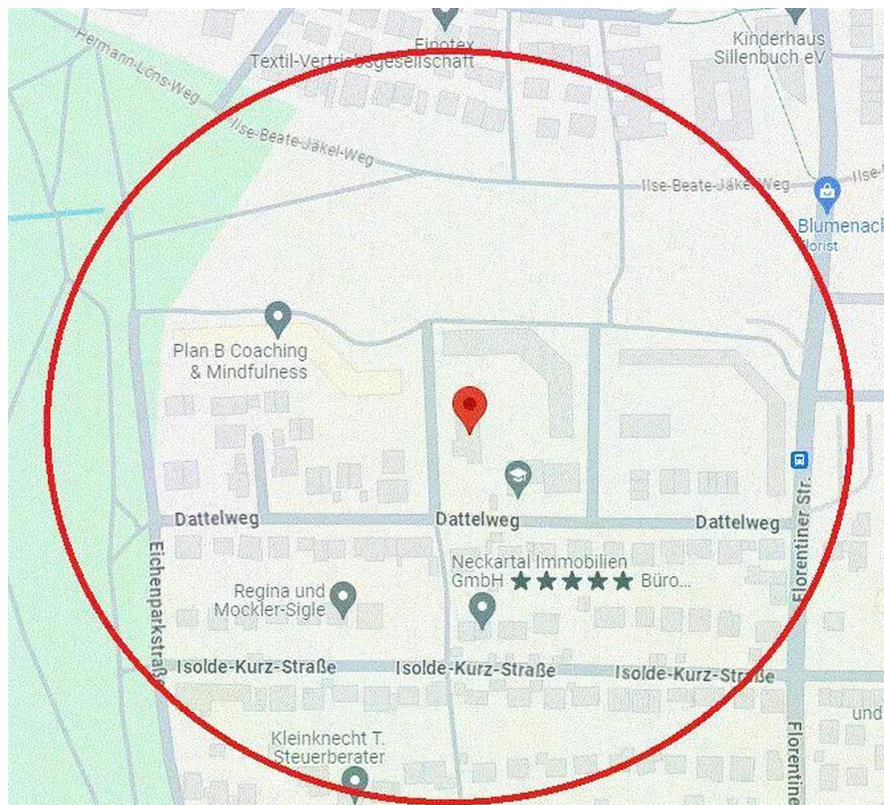 Hermann-Löns-Weg
Finotex
Textil-Vertriebsgesellschaft
Kinderhaus
Sillenbuch eV
Ilse-Beate-Jäkel-Weg
Ilse-Beate-Jäkel-Weg
Ilse-
Blumenack
florist
Plan B Coaching
& Mindfulness
Dattelweg
Dattelweg
Dattelweg
Florentiner Str.
Eichenparkstraße
Neckartal Immobilien
GmbH ★★★★★ Büro...
Regina und
Mockler-Sigle
Isolde-Kurz-Straße
Isolde-Kurz-Straße
Isolde-Kurz-Straße
und
Kleinknecht T.
Steuerberater
Florentine